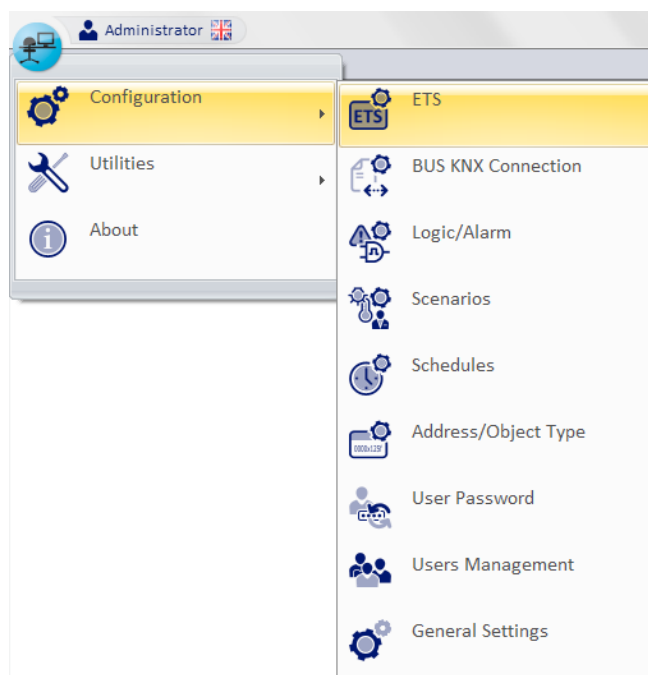 Administrator
Configuration
Utilities
About
ETS
ETS
BUS KNX Connection
Logic/Alarm
Scenarios
Schedules
Address/Object Type
User Password
Users Management
General Settings